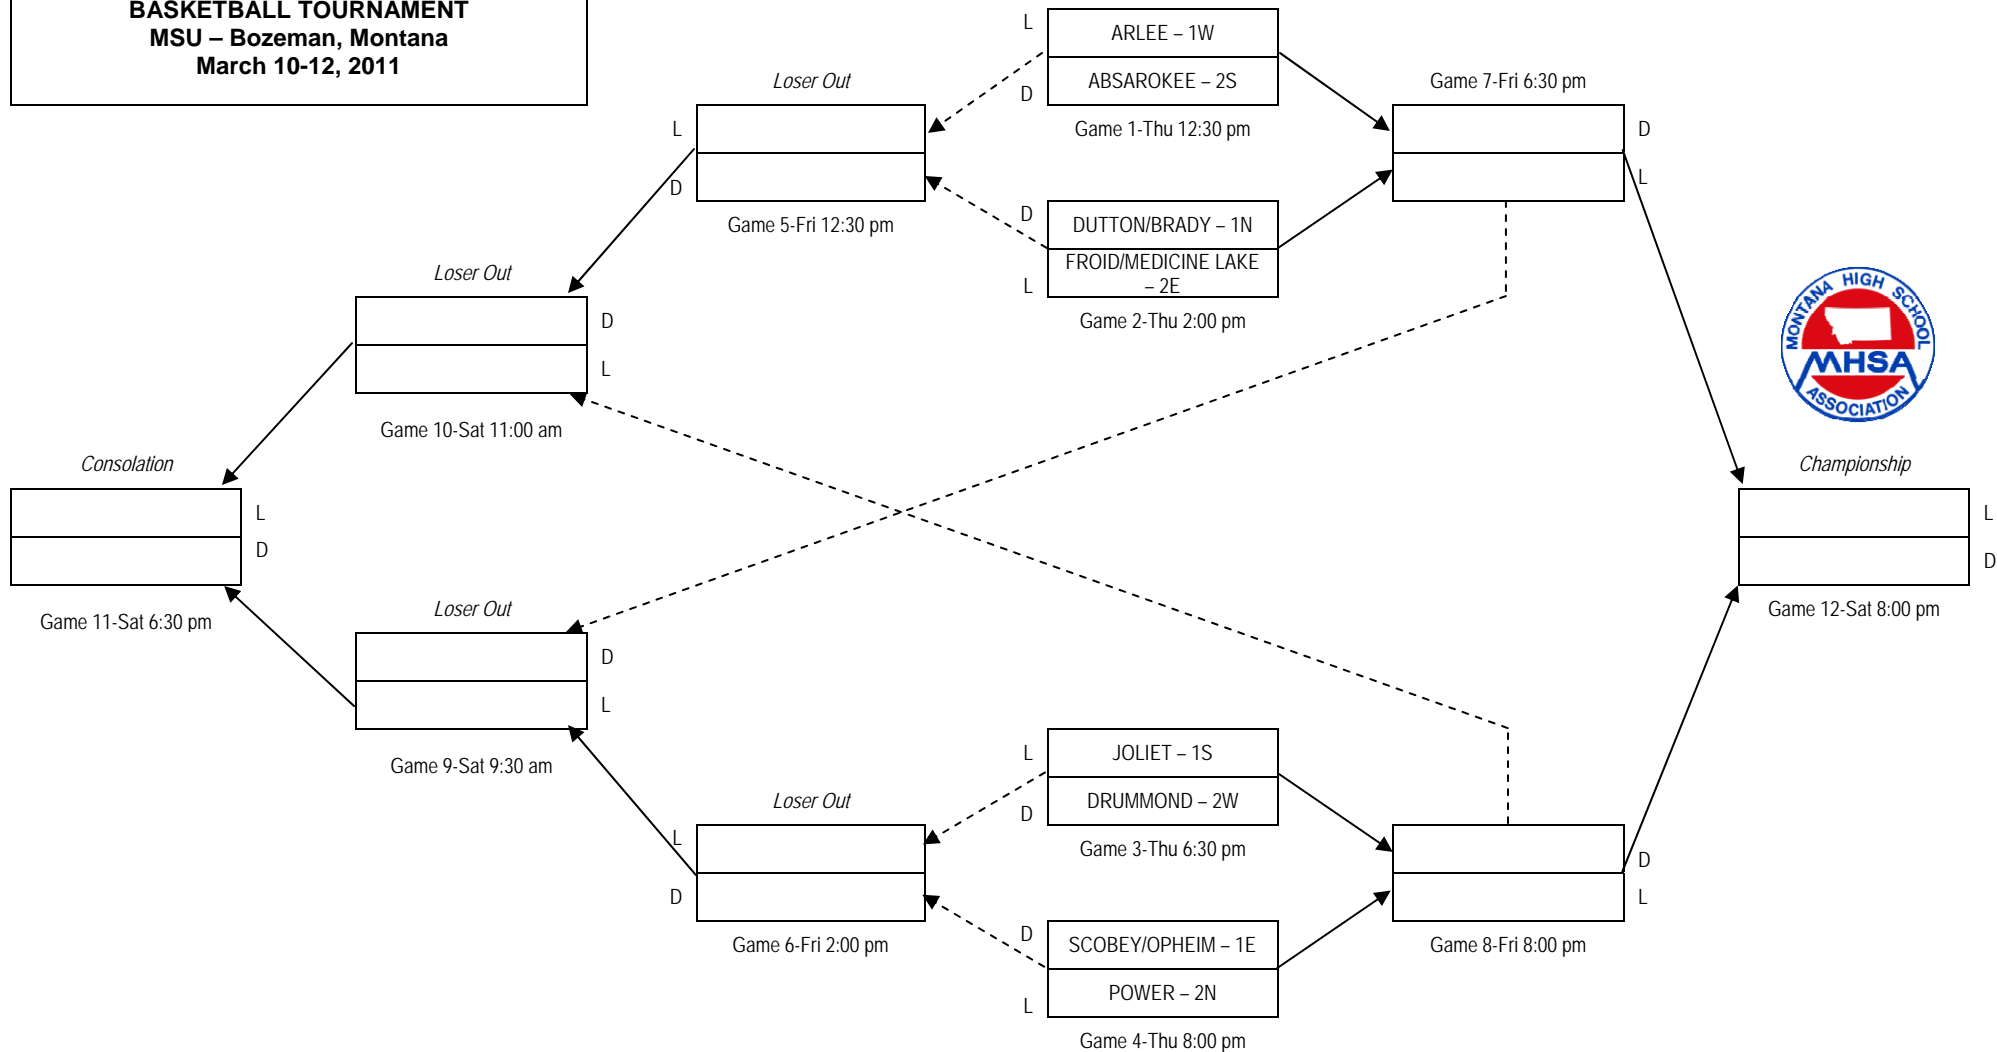 BASKETBALL TOURNAMENT
MSU – Bozeman, Montana
March 10-12, 2011
L
ARLEE – 1W
ABSAROKEE – 2S
D
Game 1-Thu 12:30 pm
Loser Out
L
D
Game 5-Fri 12:30 pm
Game 7-Fri 6:30 pm
D
L
D
DUTTON/BRADY – 1N
FROID/MEDICINE LAKE
– 2E
L
Game 2-Thu 2:00 pm
Loser Out
D
L
Game 10-Sat 11:00 am
MONTANA HIGH SCHOOL
MHSA
ASSOCIATION
Consolation
L
D
Game 11-Sat 6:30 pm
Championship
L
D
Game 12-Sat 8:00 pm
Loser Out
D
L
Game 9-Sat 9:30 am
L
JOLIET – 1S
DRUMMOND – 2W
D
Game 3-Thu 6:30 pm
Loser Out
L
D
Game 6-Fri 2:00 pm
D
L
Game 8-Fri 8:00 pm
D
SCOBEY/OPHEIM – 1E
POWER – 2N
L
Game 4-Thu 8:00 pm